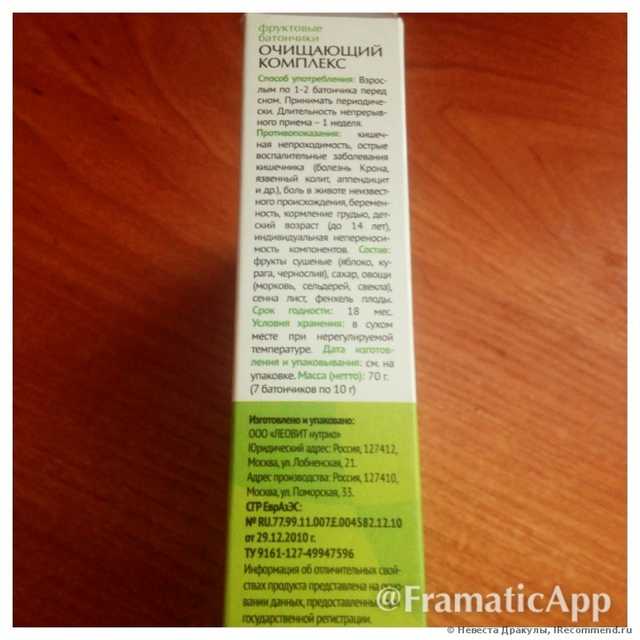 фруктовые
батончики
ОЧИЩАЮЩИЙ
КОМПЛЕКС
Способ употребления: Взрос-
лым по 1-2 батончика перед
сном. Принимать периодиче-
ски. Длительность непрерыв-
ного приема – 1 неделя.
Противопоказания: кишеч-
ная непроходимость, острые
воспалительные заболевания
кишечника (болезнь Крона,
язвенный колит, аппендицит
и др.), боль в животе неизвест-
ного происхождения, беремен-
ность, кормление грудью, дет-
ский возраст (до 14 лет),
индивидуальная непереноси-
мость компонентов. Состав:
фрукты сушеные (яблоко, ку-
рага, чернослив), сахар, овощи
(морковь, сельдерей, свекла),
сенна лист, фенхель плоды.
Срок годности: 18 мес.
Условия хранения: в сухом
месте при нерегулируемой
температуре. Дата изготов-
ления и упаковывания: см. на
упаковке. Масса (нетто): 70 г.
(7 батончиков по 10 г)
Изготовлено и упаковано:
ООО «ЛЕОВИТ нутрио»
Юридический адрес: Россия, 127412,
Москва, ул. Лобненская, 21.
Адрес производства: Россия, 127410,
Москва, ул. Поморская, 33.
СГР ЕврАзЭС:
№ RU.77.99.11.007.Е.004582.12.10
от 29.12.2010 г.
ТУ 9161-127-49947596
Информация об отличительных свой-
ствах продукта представлена на осно-
вании данных, предоставленных
государственной регистрации.
@FramaticApp
© Невеста Дракулы, IRecommend.ru